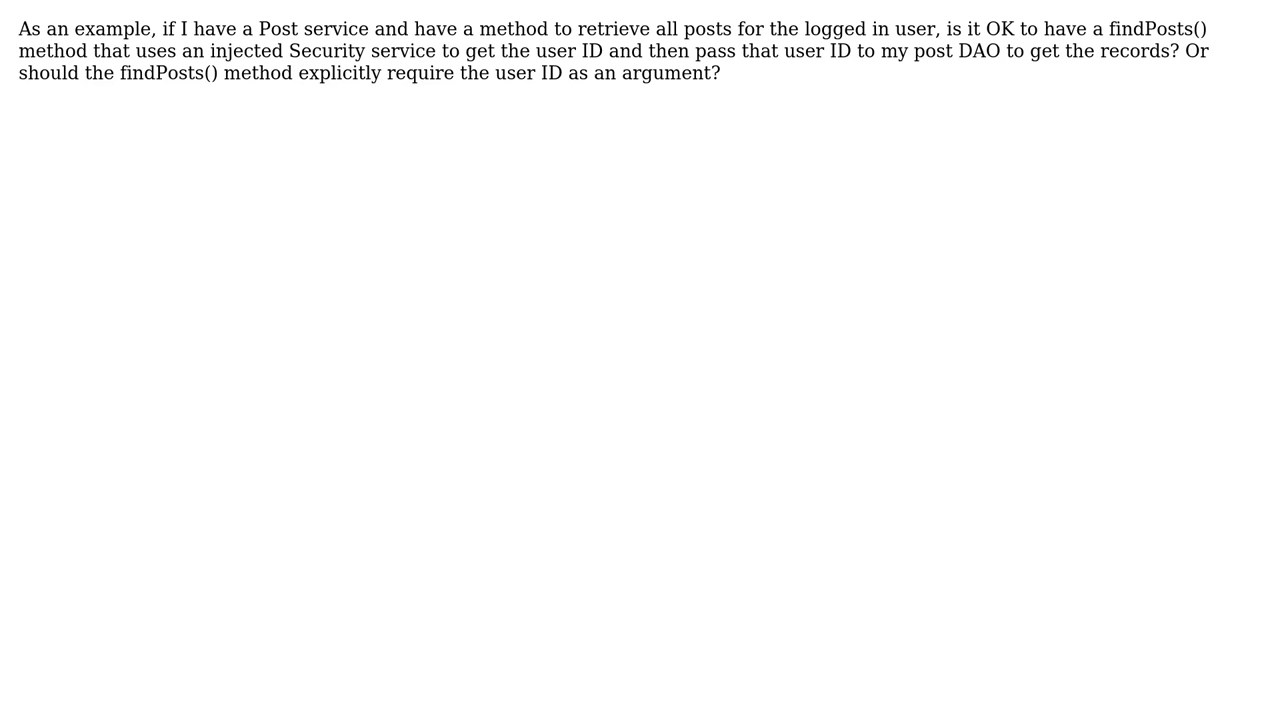 As an example, if I have a Post service and have a method to retrieve all posts for the logged in user, is it OK to have a findPosts()
method that uses an injected Security service to get the user ID and then pass that user ID to my post DAO to get the records? Or
should the findPosts() method explicitly require the user ID as an argument?